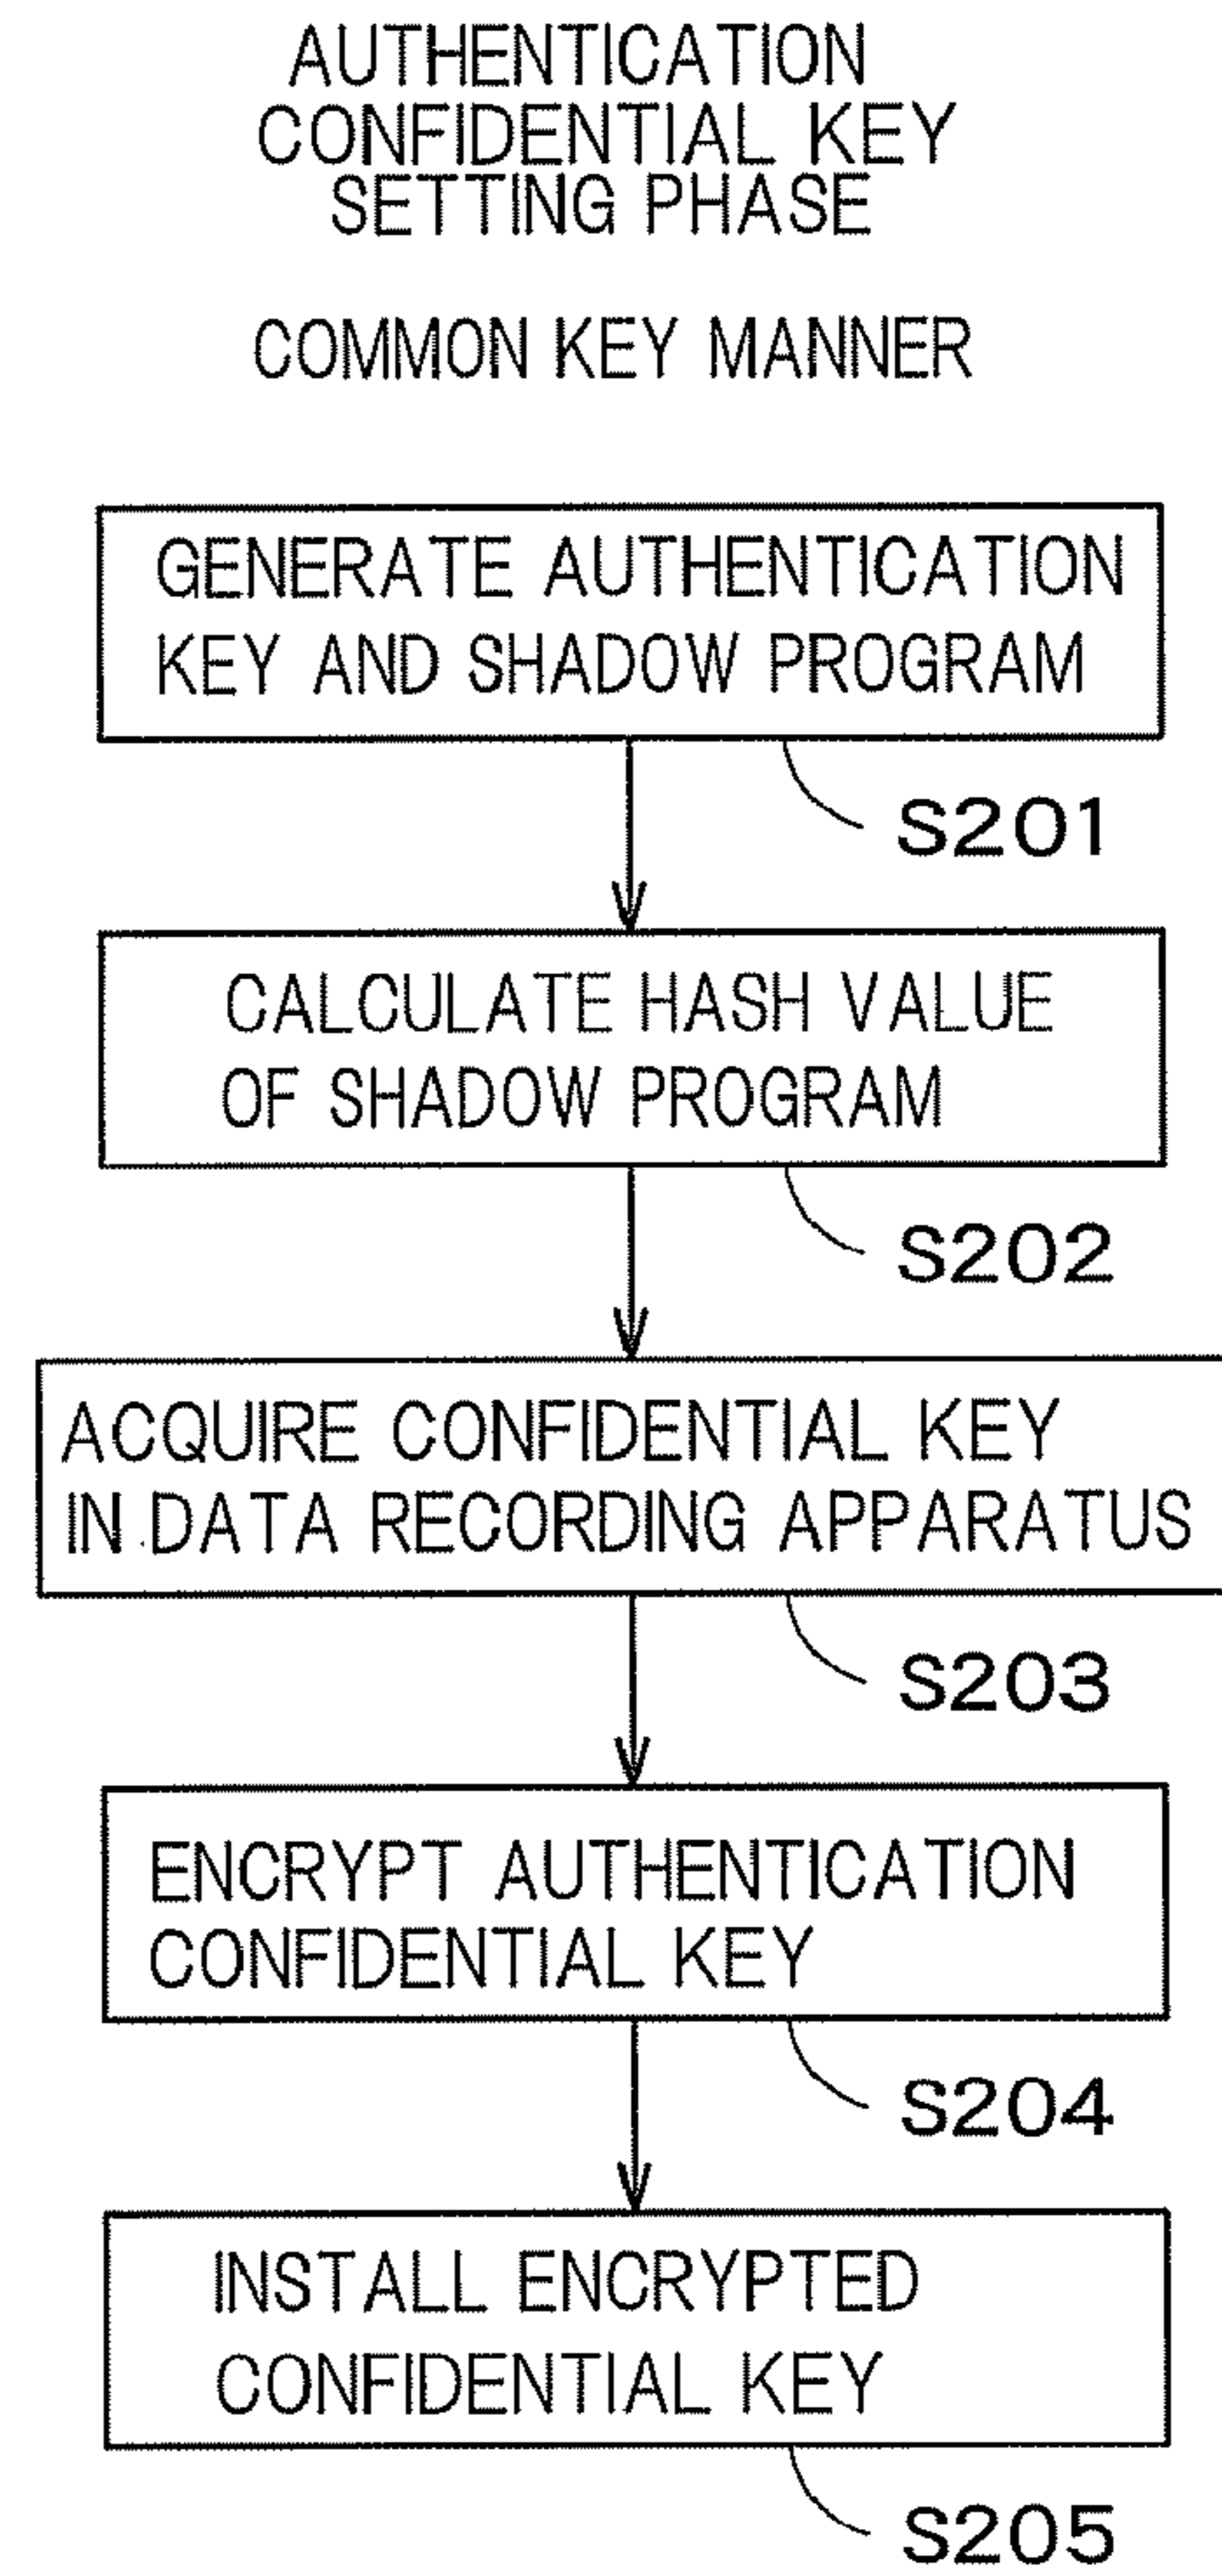 AUTHENTICATION
CONFIDENTIAL KEY
SETTING PHASE
COMMON KEY MANNER
GENERATE AUTHENTICATION
KEY AND SHADOW PROGRAM
S201
CALCULATE HASH VALUE
OF SHADOW PROGRAM
S202
ACQUIRE CONFIDENTIAL KEY
IN DATA RECORDING APPARATUS
S203
ENCRYPT AUTHENTICATION
CONFIDENTIAL KEY
S204
INSTALL ENCRYPTED
CONFIDENTIAL KEY
S205